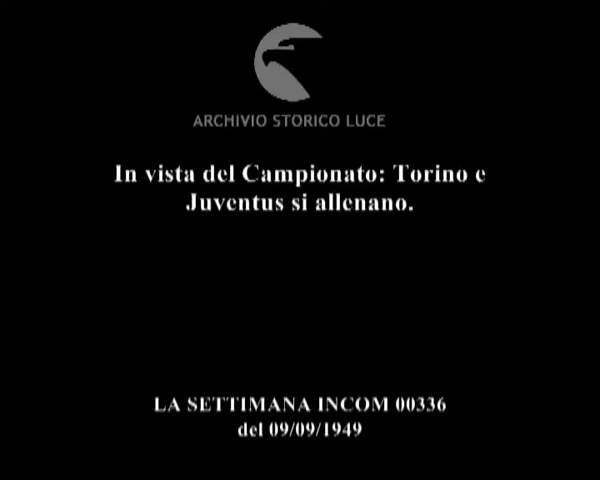 ARCHIVIO STORICO LUCE
In vista del Campionato: Torino e
Juventus si allenano.
LA SETTIMANA INCOM 00336
del 09/09/1949